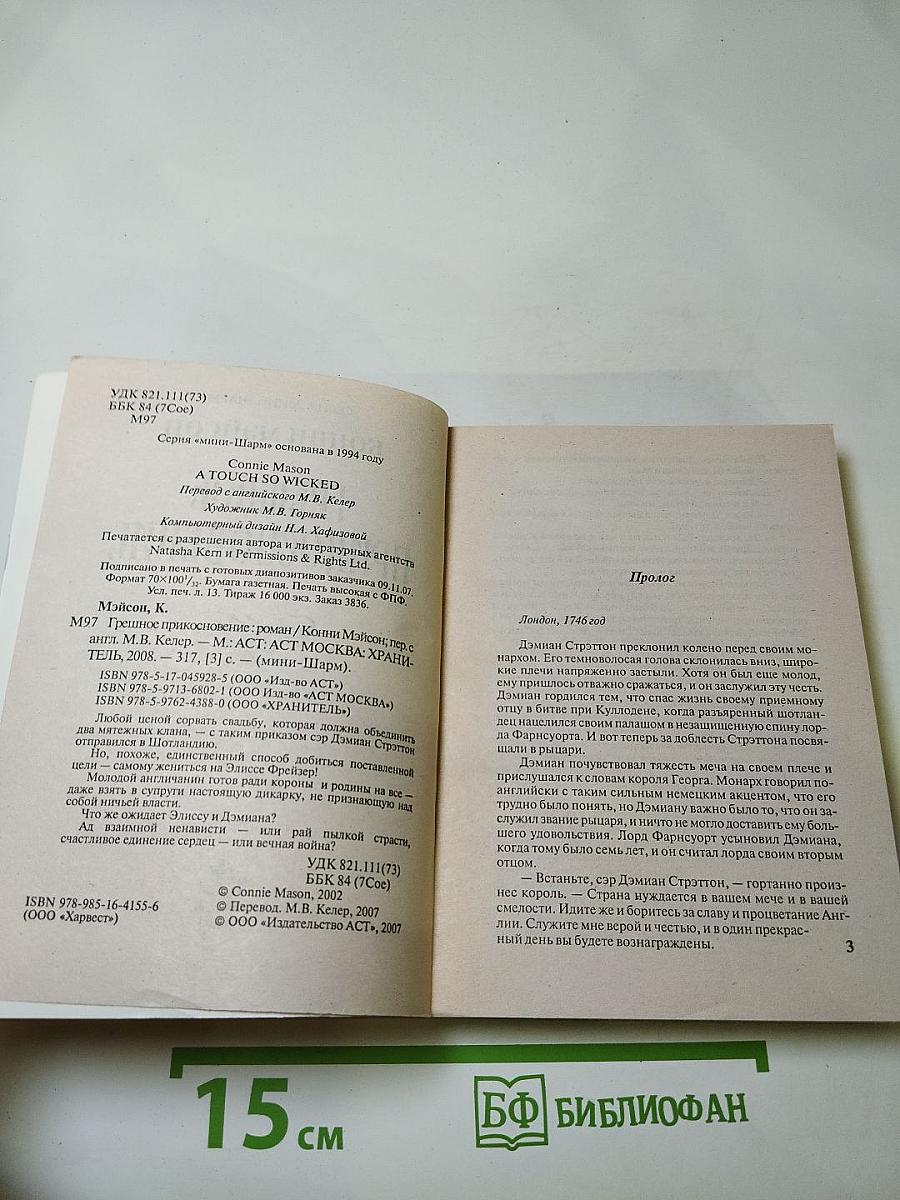 УДК 821.111(73)
ББК 84 (7Сое)
М97
Серия «мини-Шарм» основана в 1994 году
Connie Mason
A TOUCH SO WICKED
Перевод с английского М.В. Келер
Художник М.В. Горняк
Компьютерный дизайн Н.А. Хафизовой
Печатается с разрешения автора и литературных агентств
Natasha Kern и Permissions & Rights Ltd.
Подписано в печать с готовых диапозитивов заказчика 09.11.07.
Формат 70×100¹/₃₂. Бумага газетная. Печать высокая с ФПФ.
Усл. печ. л. 13. Тираж 16 000 экз. Заказ 3836.
Мэйсон, К.
М97 Грешное прикосновение : роман / Конни Мэйсон; пер. с
англ. М.В. Келер. — М.: АСТ: АСТ МОСКВА: ХРАНИ-
ТЕЛЬ, 2008. — 317, [3] с. — (мини-Шарм).
ISBN 978-5-17-045928-5 (ООО «Изд-во АСТ»)
ISBN 978-5-9713-6802-1 (ООО Изд-во «АСТ МОСКВА»)
ISBN 978-5-9762-4388-0 (ООО «ХРАНИТЕЛЬ»)
Любой ценой сорвать свадьбу, которая должна объединить
два мятежных клана, — с таким приказом сэр Дэмиан Стрэттон
отправился в Шотландию.
Но, похоже, единственный способ добиться поставленной
цели — самому жениться на Элиссе Фрейзер!
Молодой англичанин готов ради короны и родины на все —
даже взять в супруги настоящую дикарку, не признающую над
собой ничьей власти.
Что же ожидает Элиссу и Дэмиана?
Ад взаимной ненависти — или рай пылкой страсти,
счастливое единение сердец — или вечная война?
УДК 821.111(73)
ББК 84 (7Сое)
© Connie Mason, 2002
© Перевод. М.В. Келер, 2007
© ООО «Издательство АСТ», 2007
ISBN 978-985-16-4155-6
(ООО «Харвест»)
Пролог
Лондон, 1746 год
Дэмиан Стрэттон преклонил колено перед своим мо-
нархом. Его темноволосая голова склонилась вниз, широ-
кие плечи напряженно застыли. Хотя он был еще молод,
ему пришлось отважно сражаться, и он заслужил эту честь.
Дэмиан гордился тем, что спас жизнь своему приемному
отцу в битве при Куллодене, когда разъяренный шотлан-
дец нацелился своим палашом в незащищенную спину лор-
да Фарнсуорта. И вот теперь за доблесть Стрэттона посвя-
щали в рыцари.
Дэмиан почувствовал тяжесть меча на своем плече и
прислушался к словам короля Георга. Монарх говорил по-
английски с таким сильным немецким акцентом, что его
трудно было понять, но Дэмиану важно было то, что он за-
служил звание рыцаря, и ничто не могло доставить ему боль-
шего удовольствия. Лорд Фарнсуорт усыновил Дэмиана,
когда тому было семь лет, и он считал лорда своим вторым
отцом.
— Встаньте, сэр Дэмиан Стрэттон, — гортанно произ-
нес король. — Страна нуждается в вашем мече и в вашей
смелости. Идите же и боритесь за славу и процветание Анг-
лии. Служите мне верой и честью, и в один прекрас-
ный день вы будете вознаграждены.
3
15 см
БФ БИБЛИОФАН